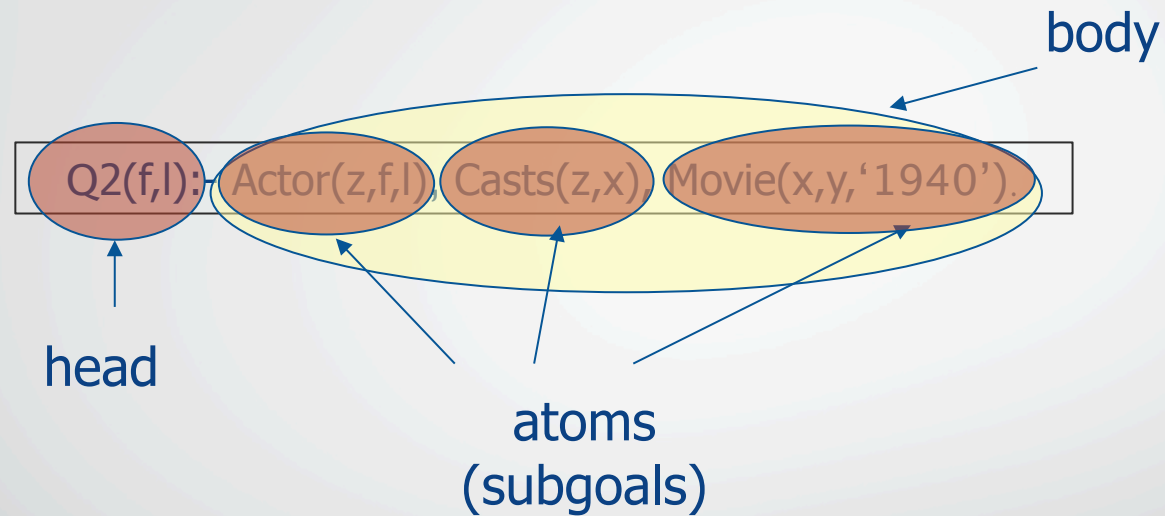 body
Q2(f,l):- Actor(z,f,l), Casts(z,x), Movie(x,y,‘1940’).
head
atoms
(subgoals)